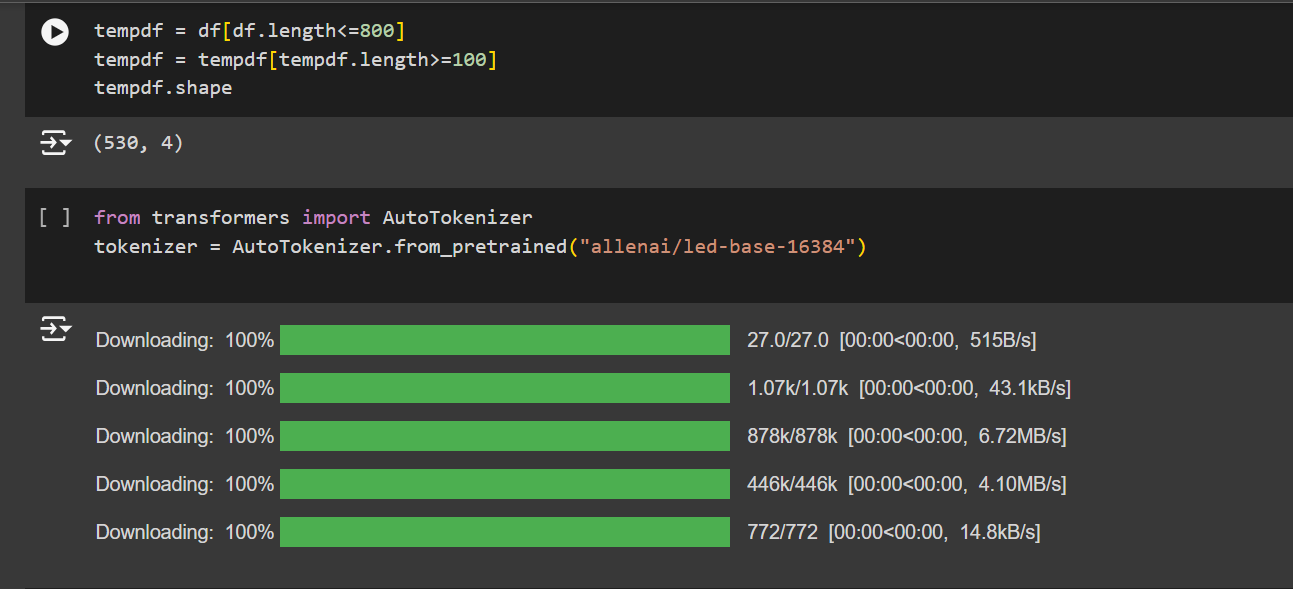 tempdf = df[df.length<=800]
tempdf = tempdf[tempdf.length>=100]
tempdf.shape
(530, 4)
[ ] from transformers import AutoTokenizer
tokenizer = AutoTokenizer.from_pretrained("allenai/led-base-16384")
Downloading: 100% 27.0/27.0 [00:00<00:00, 515B/s]
Downloading: 100% 1.07k/1.07k [00:00<00:00, 43.1kB/s]
Downloading: 100% 878k/878k [00:00<00:00, 6.72MB/s]
Downloading: 100% 446k/446k [00:00<00:00, 4.10MB/s]
Downloading: 100% 772/772 [00:00<00:00, 14.8kB/s]